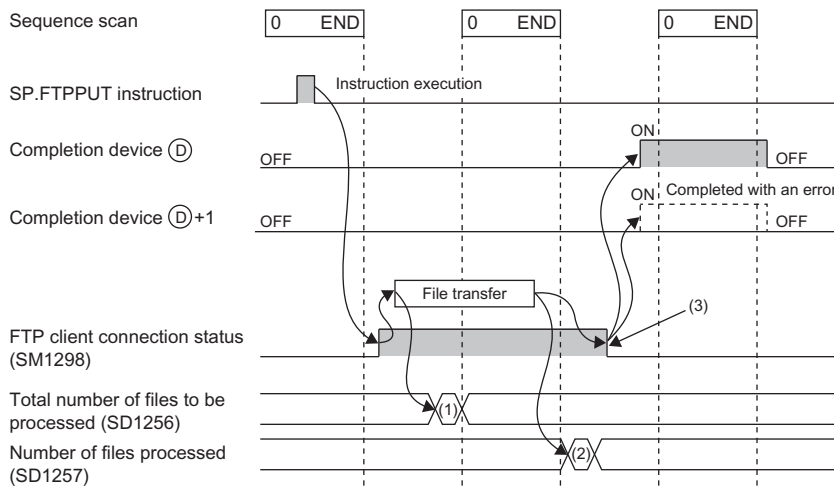 Sequence scan
0 END 0 END 0 END
SP.FTPPUT instruction
Instruction execution
Completion device Ⓓ
OFF
ON
OFF
Completion device Ⓓ+1
OFF
ON
Completed with an error
OFF
File transfer
(3)
FTP client connection status
(SM1298)
Total number of files to be
processed (SD1256)
(1)
Number of files processed
(SD1257)
(2)